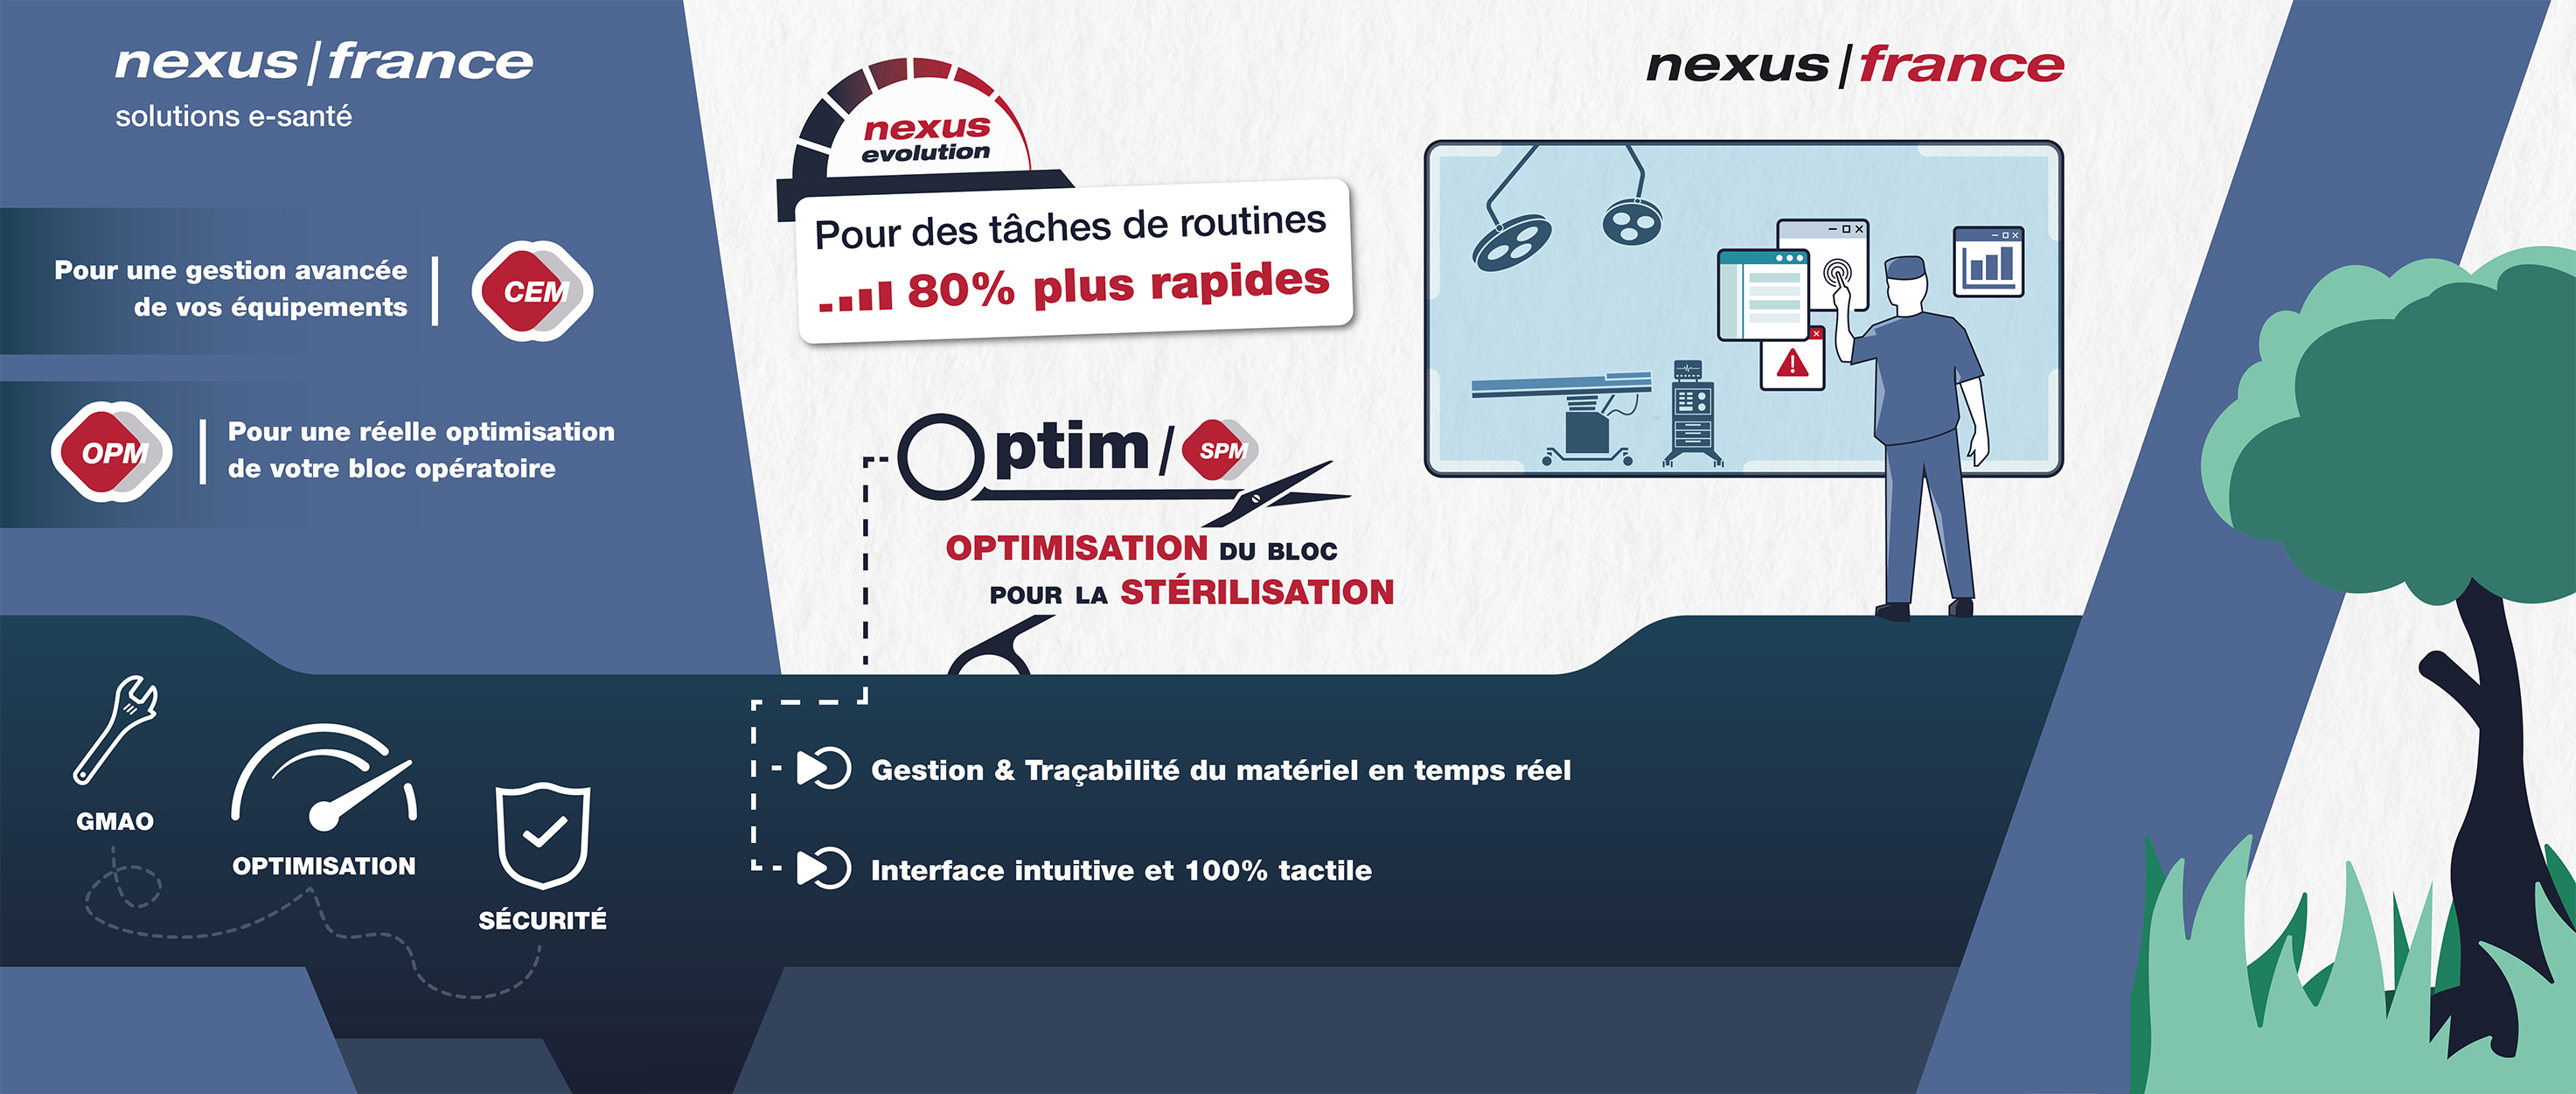 nexus/france
solutions e-santé
Pour une gestion avancée
de vos équipements
CEM
OPM
Pour une réelle optimisation
de votre bloc opératoire
GMAO
OPTIMISATION
SÉCURITÉ
nexus
evolution
Pour des tâches de routines
80% plus rapides
Optim/ SPM
OPTIMISATION DU BLOC
POUR LA STÉRILISATION
Gestion & Traçabilité du matériel en temps réel
Interface intuitive et 100% tactile
nexus/france